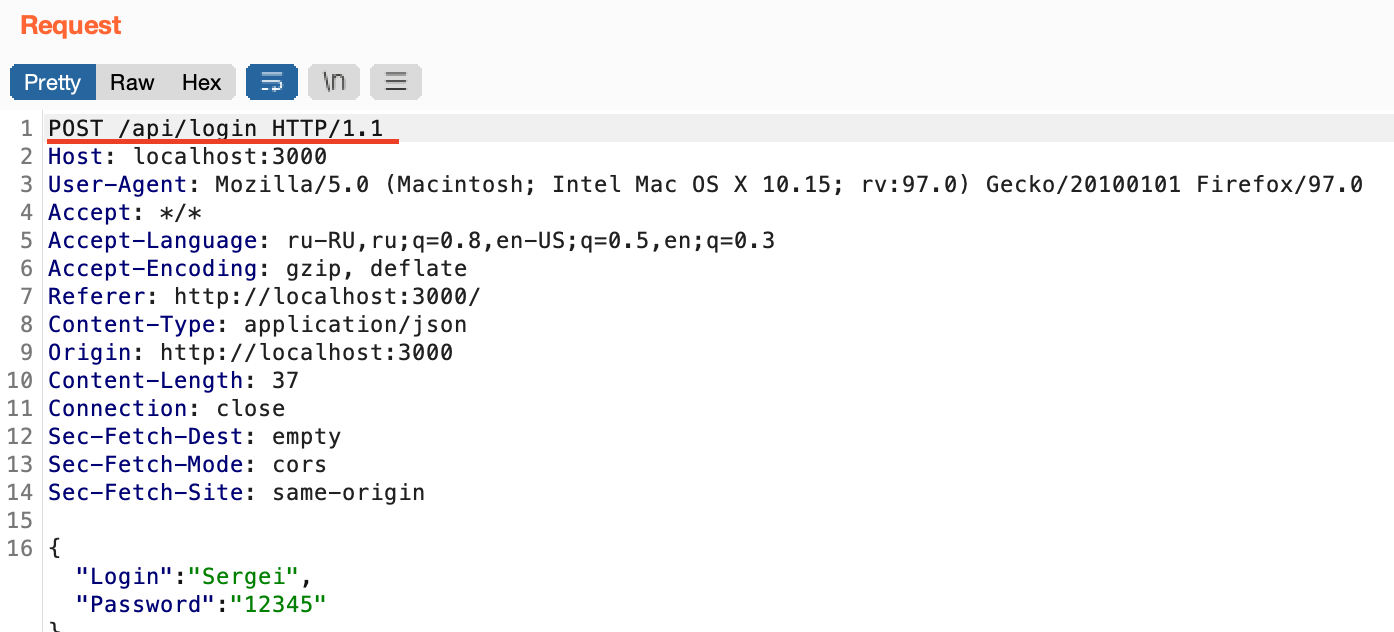 Request
Pretty Raw Hex \n
1 POST /api/login HTTP/1.1
2 Host: localhost:3000
3 User-Agent: Mozilla/5.0 (Macintosh; Intel Mac OS X 10.15; rv:97.0) Gecko/20100101 Firefox/97.0
4 Accept: */*
5 Accept-Language: ru-RU,ru;q=0.8,en-US;q=0.5,en;q=0.3
6 Accept-Encoding: gzip, deflate
7 Referer: http://localhost:3000/
8 Content-Type: application/json
9 Origin: http://localhost:3000
10 Content-Length: 37
11 Connection: close
12 Sec-Fetch-Dest: empty
13 Sec-Fetch-Mode: cors
14 Sec-Fetch-Site: same-origin
15
16 {
"Login":"Sergei",
"Password":"12345"
}